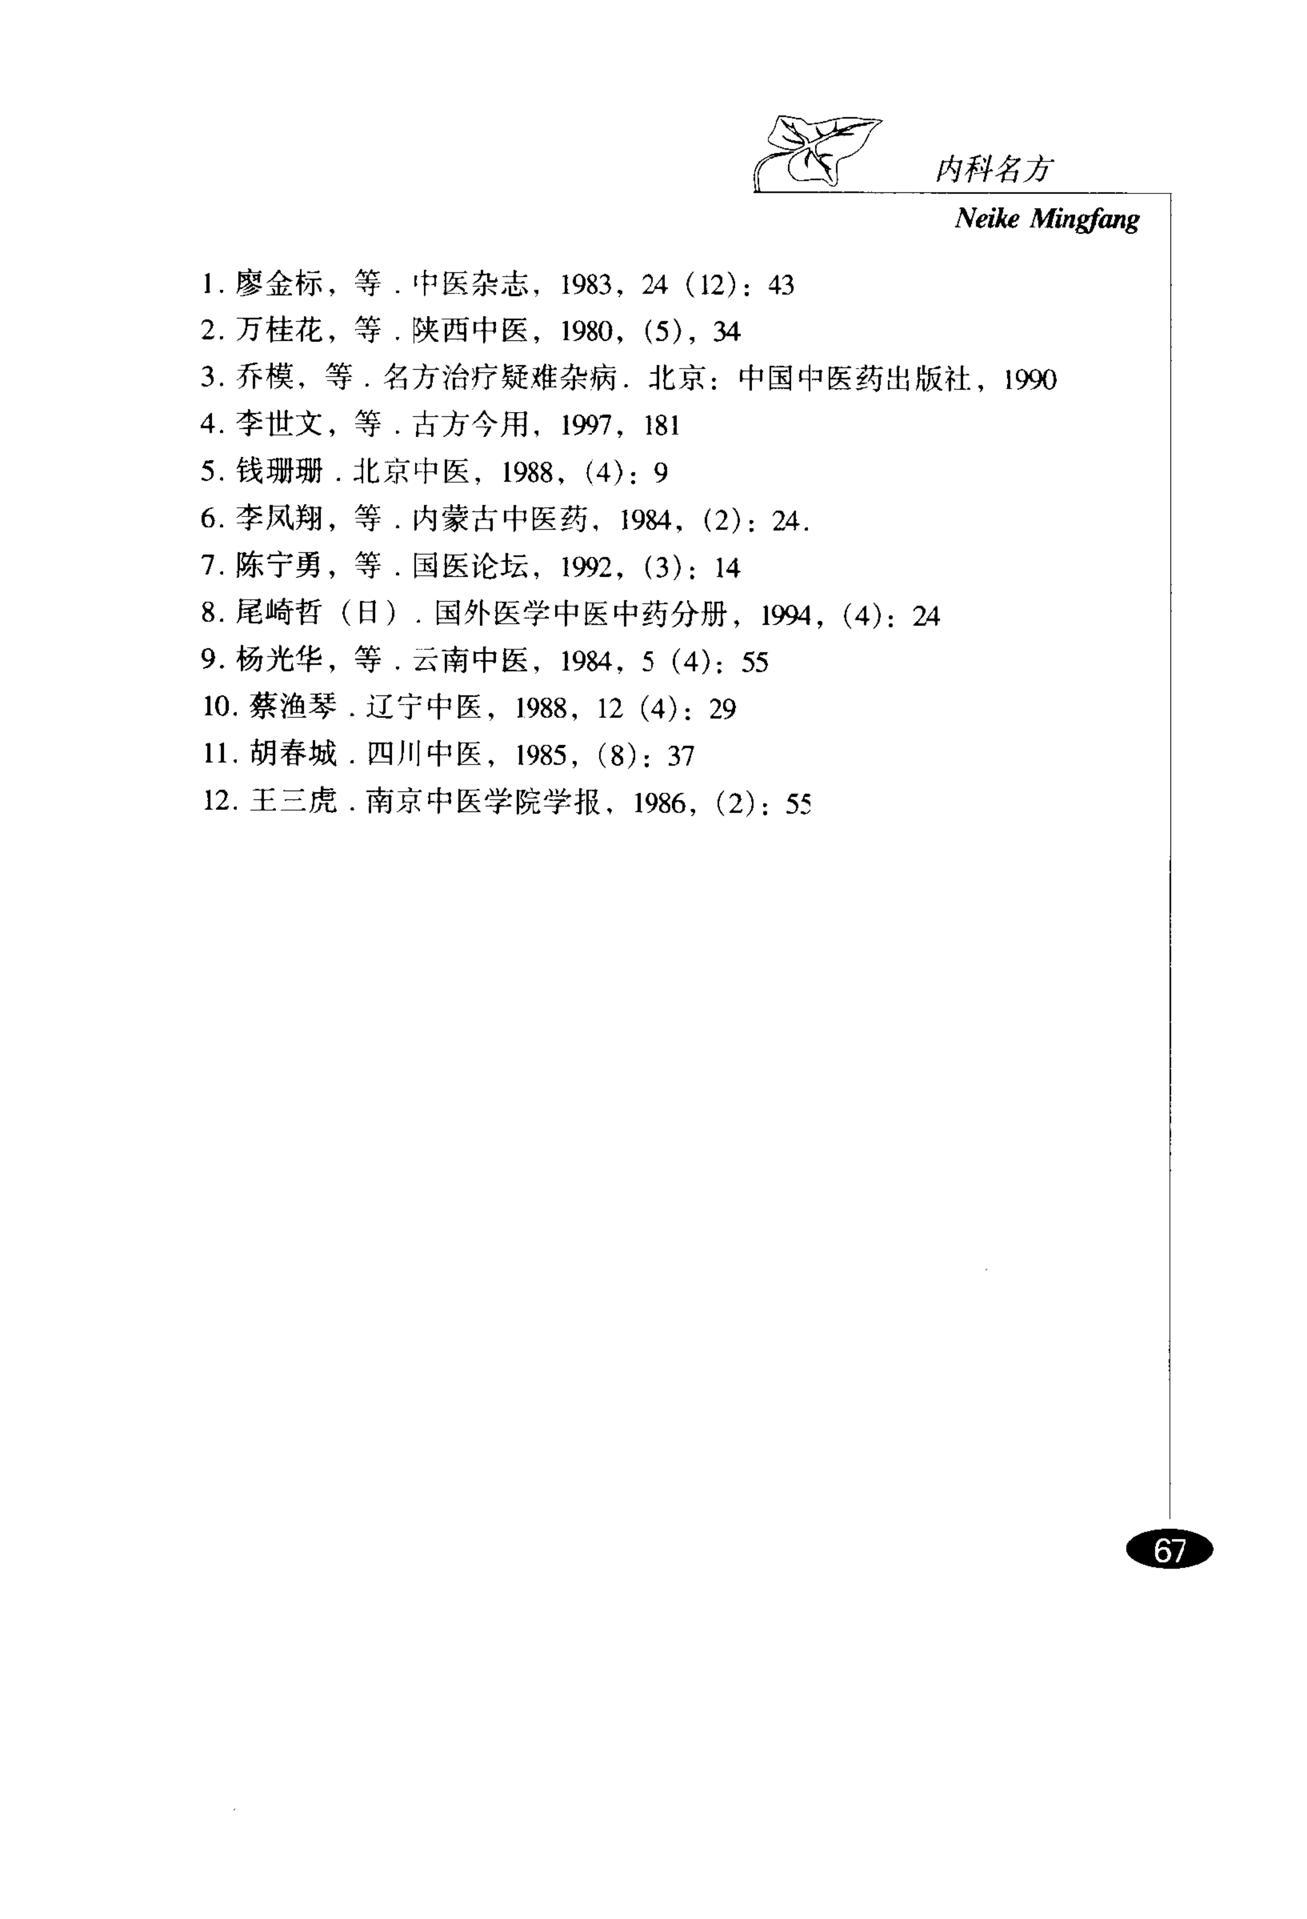 内科名方
Neike Mingfang
1. 廖金标，等．中医杂志，1983，24（12）：43
2. 万桂花，等．陕西中医，1980，（5），34
3. 乔模，等．名方治疗疑难杂病．北京：中国中医药出版社，1990
4. 李世文，等．古方今用，1997，181
5. 钱珊珊．北京中医，1988，（4）：9
6. 李凤翔，等．内蒙古中医药，1984，（2）：24.
7. 陈宁勇，等．国医论坛，1992，（3）：14
8. 尾崎哲（日）．国外医学中医中药分册，1994，（4）：24
9. 杨光华，等．云南中医，1984，5（4）：55
10. 蔡渔琴．辽宁中医，1988，12（4）：29
11. 胡春城．四川中医，1985，（8）：37
12. 王三虎．南京中医学院学报，1986，（2）：55
67